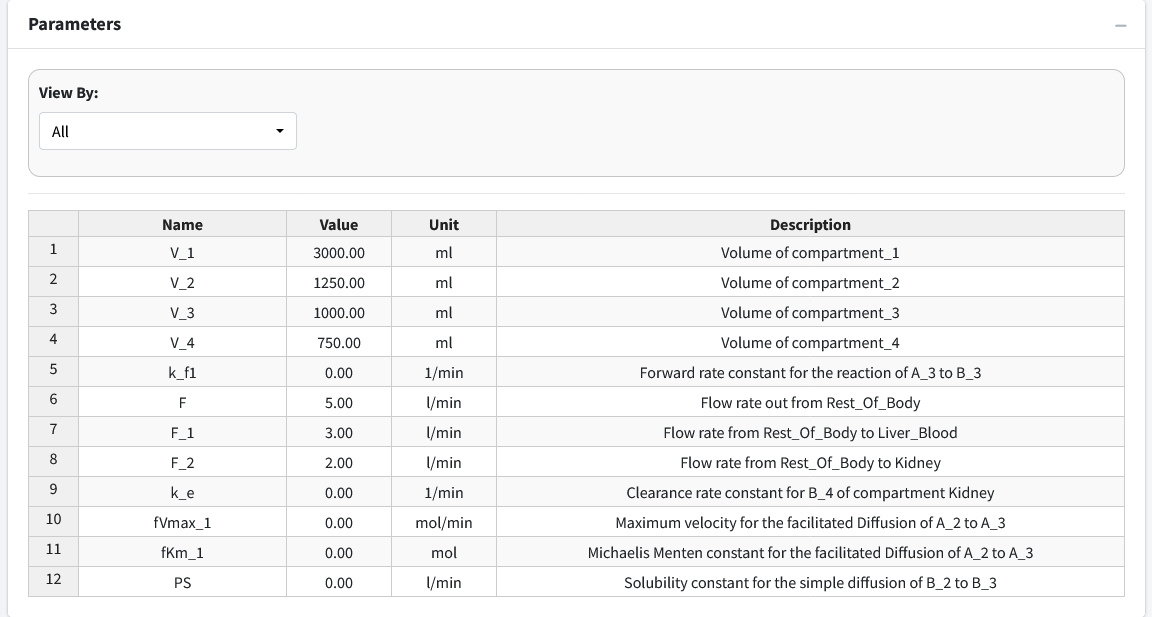 Parameters
View By:
All
Name Value Unit Description
1 V_1 3000.00 ml Volume of compartment_1
2 V_2 1250.00 ml Volume of compartment_2
3 V_3 1000.00 ml Volume of compartment_3
4 V_4 750.00 ml Volume of compartment_4
5 k_f1 0.00 1/min Forward rate constant for the reaction of A_3 to B_3
6 F 5.00 l/min Flow rate out from Rest_Of_Body
7 F_1 3.00 l/min Flow rate from Rest_Of_Body to Liver_Blood
8 F_2 2.00 l/min Flow rate from Rest_Of_Body to Kidney
9 k_e 0.00 1/min Clearance rate constant for B_4 of compartment Kidney
10 fVmax_1 0.00 mol/min Maximum velocity for the facilitated Diffusion of A_2 to A_3
11 fKm_1 0.00 mol Michaelis Menten constant for the facilitated Diffusion of A_2 to A_3
12 PS 0.00 l/min Solubility constant for the simple diffusion of B_2 to B_3